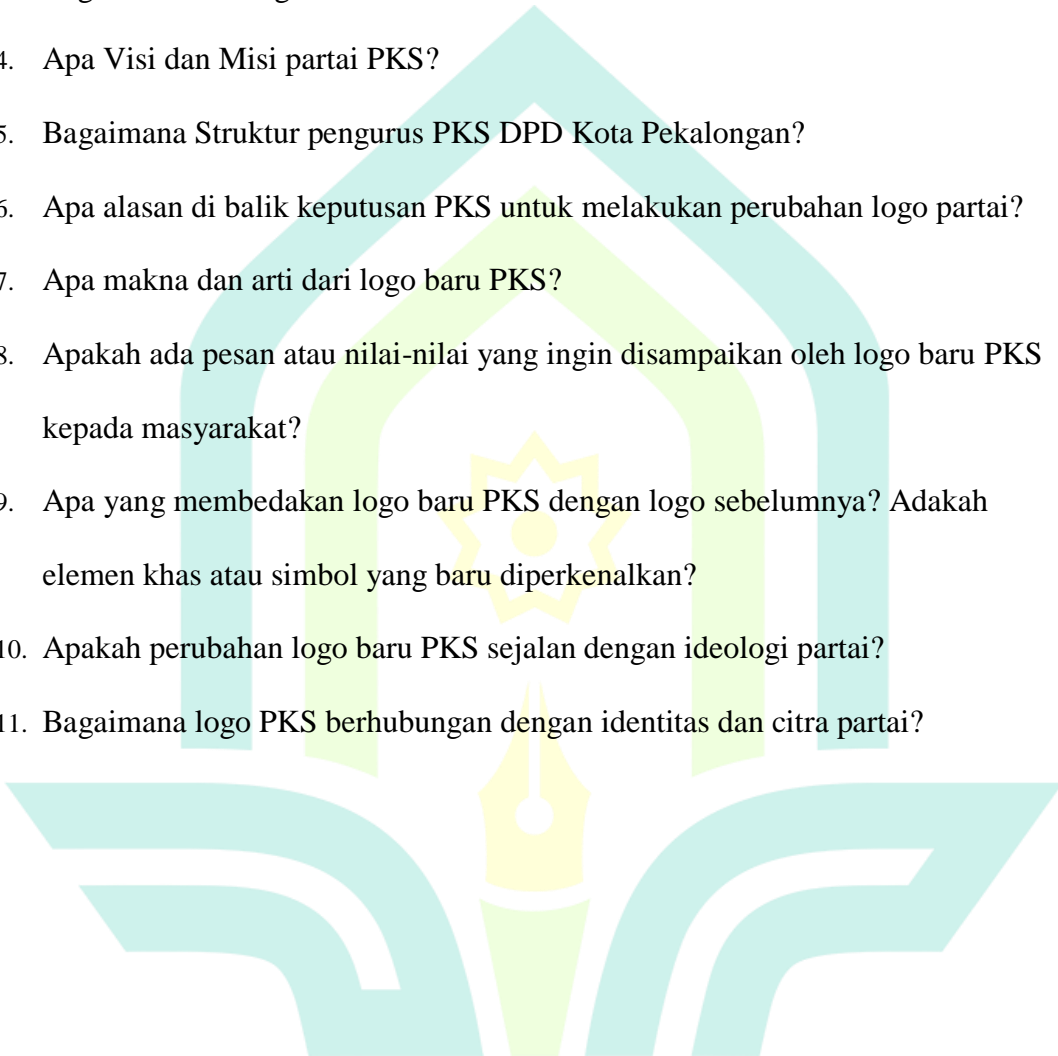 4. Apa Visi dan Misi partai PKS?
5. Bagaimana Struktur pengurus PKS DPD Kota Pekalongan?
6. Apa alasan di balik keputusan PKS untuk melakukan perubahan logo partai?
7. Apa makna dan arti dari logo baru PKS?
8. Apakah ada pesan atau nilai-nilai yang ingin disampaikan oleh logo baru PKS
kepada masyarakat?
9. Apa yang membedakan logo baru PKS dengan logo sebelumnya? Adakah
elemen khas atau simbol yang baru diperkenalkan?
10. Apakah perubahan logo baru PKS sejalan dengan ideologi partai?
11. Bagaimana logo PKS berhubungan dengan identitas dan citra partai?